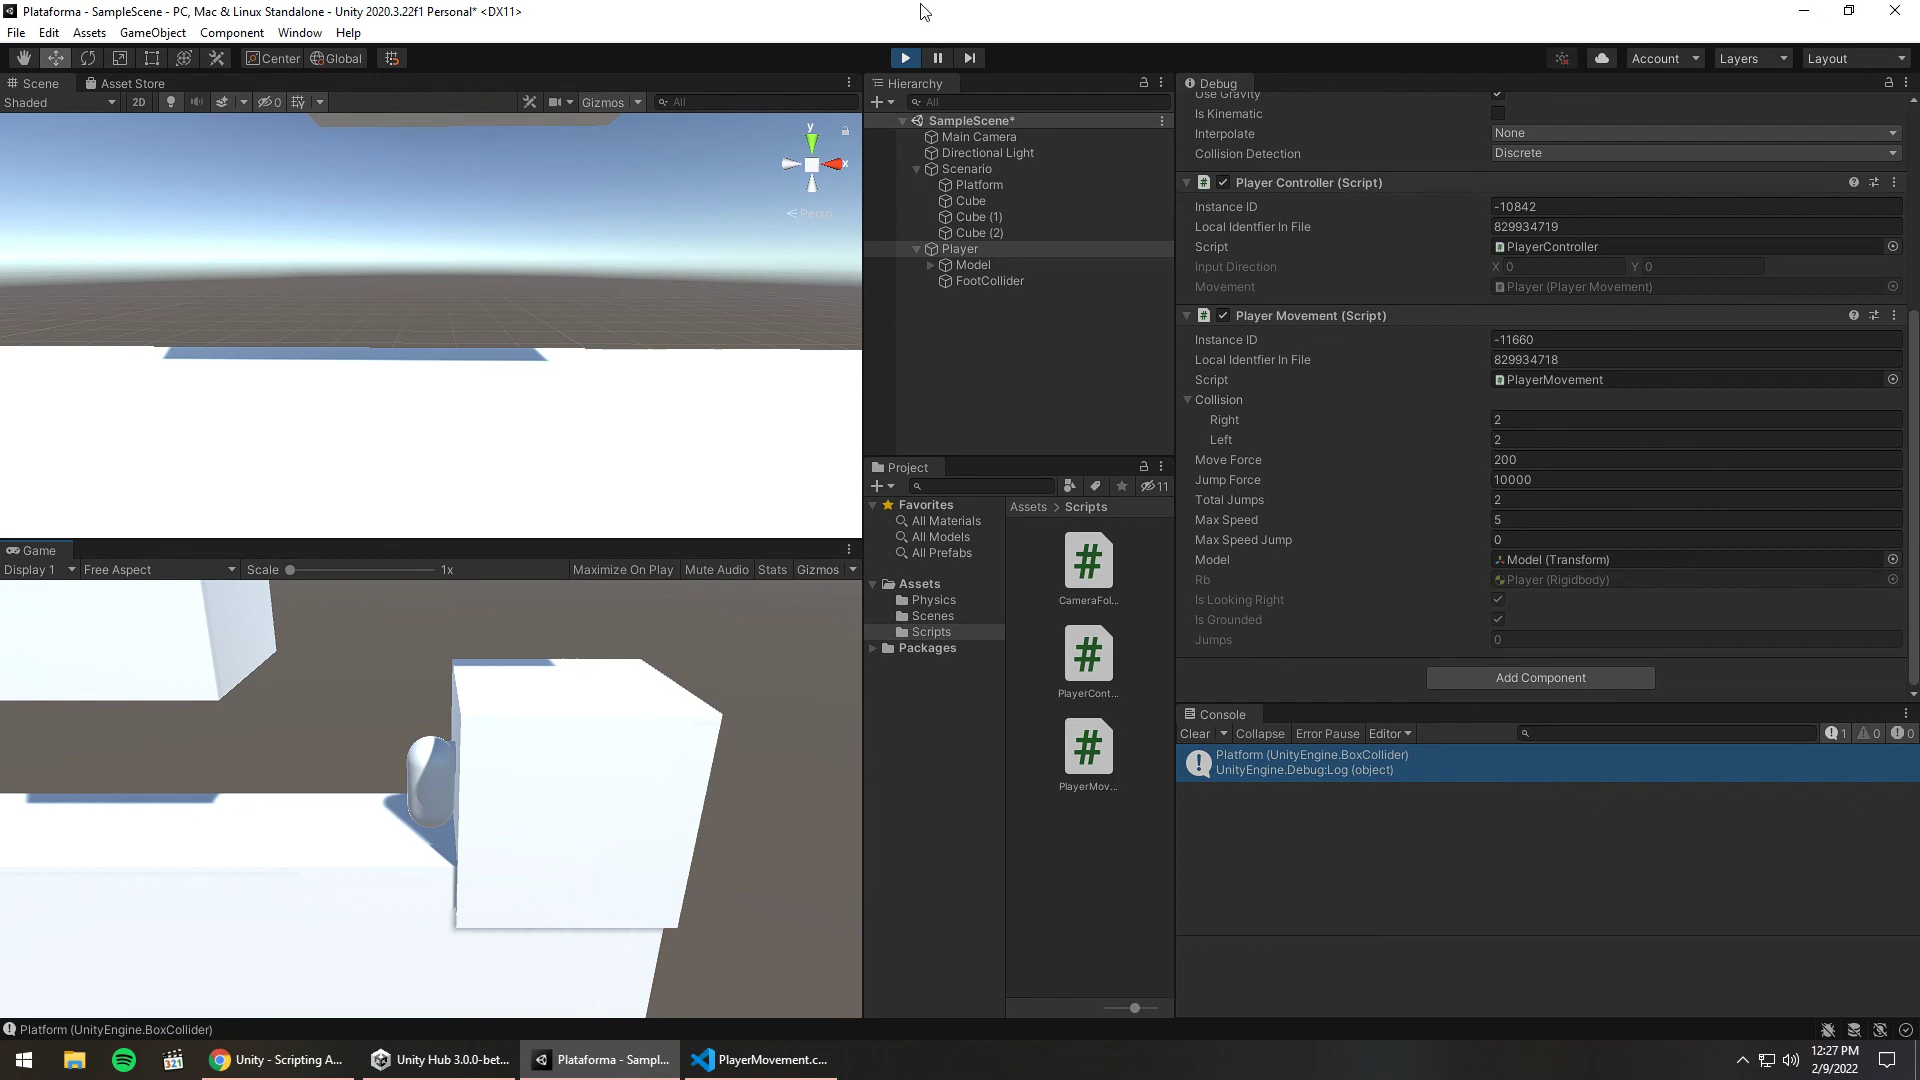 Plataforma - SampleScene - PC, Mac & Linux Standalone - Unity 2020.3.22f1 Personal* <DX11>
File Edit Assets GameObject Component Window Help
Center Global
Account Layers Layout
Scene Asset Store
Shaded 2D 0 Gizmos All
y
x
Persp
Hierarchy
All
SampleScene*
Main Camera
Directional Light
Scenario
Platform
Cube
Cube (1)
Cube (2)
Player
Model
FootCollider
Debug
Use Gravity
Is Kinematic
Interpolate None
Collision Detection Discrete
# Player Controller (Script)
Instance ID -10842
Local Identfier In File 829934719
Script PlayerController
Input Direction X 0 Y 0
Movement Player (Player Movement)
# Player Movement (Script)
Instance ID -11660
Local Identfier In File 829934718
Script PlayerMovement
Collision
Right 2
Left 2
Move Force 200
Jump Force 10000
Total Jumps 2
Max Speed 5
Max Speed Jump 0
Model Model (Transform)
Rb Player (Rigidbody)
Is Looking Right
Is Grounded
Jumps 0
Add Component
Game
Display 1 Free Aspect Scale 1x Maximize On Play Mute Audio Stats Gizmos
Project
11
Favorites
All Materials
All Models
All Prefabs
Assets
Physics
Scenes
Scripts
Packages
Assets > Scripts
#
CameraFol...
#
PlayerCont...
#
PlayerMov...
Console
Clear Collapse Error Pause Editor 1 0 0
Platform (UnityEngine.BoxCollider)
UnityEngine.Debug:Log (object)
Platform (UnityEngine.BoxCollider)
321
Unity - Scripting A...
Unity Hub 3.0.0-bet...
Plataforma - Sampl...
PlayerMovement.c...
12:27 PM
2/9/2022